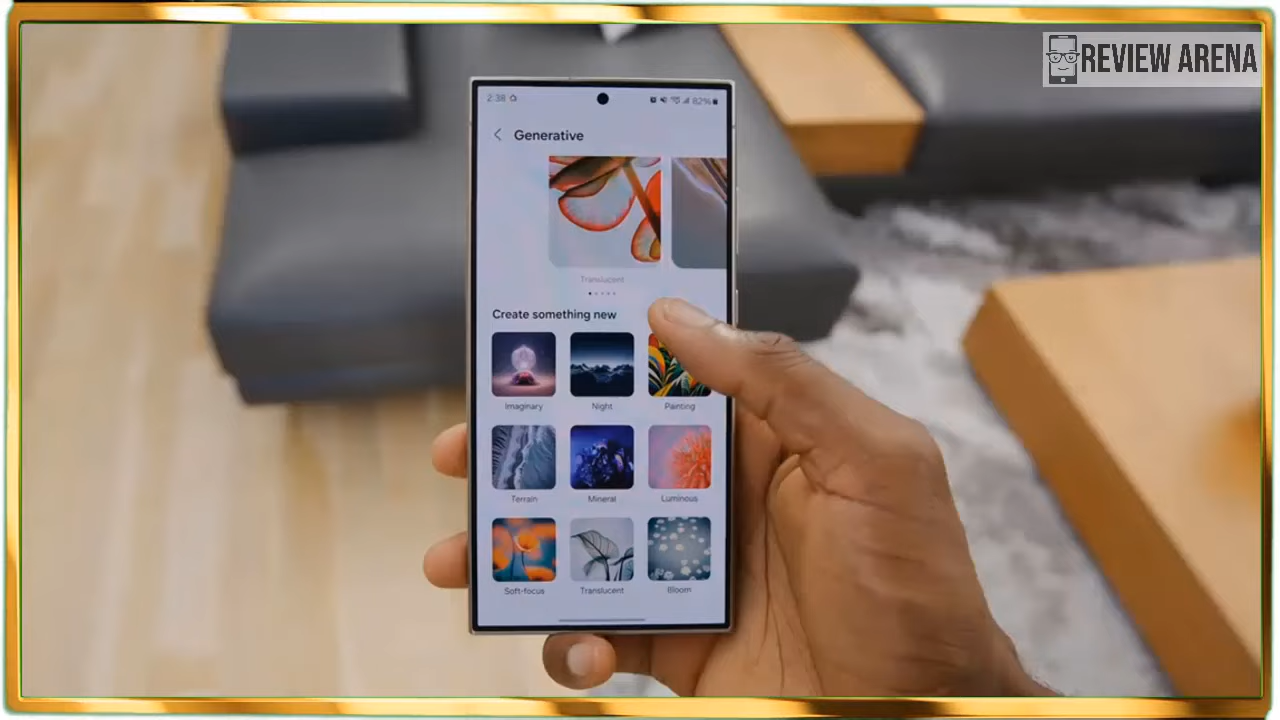 REVIEW ARENA
2:38
82%
Generative
Translucent
Create something new
Imaginary
Night
Painting
Terrain
Mineral
Luminous
Soft-focus
Translucent
Bloom